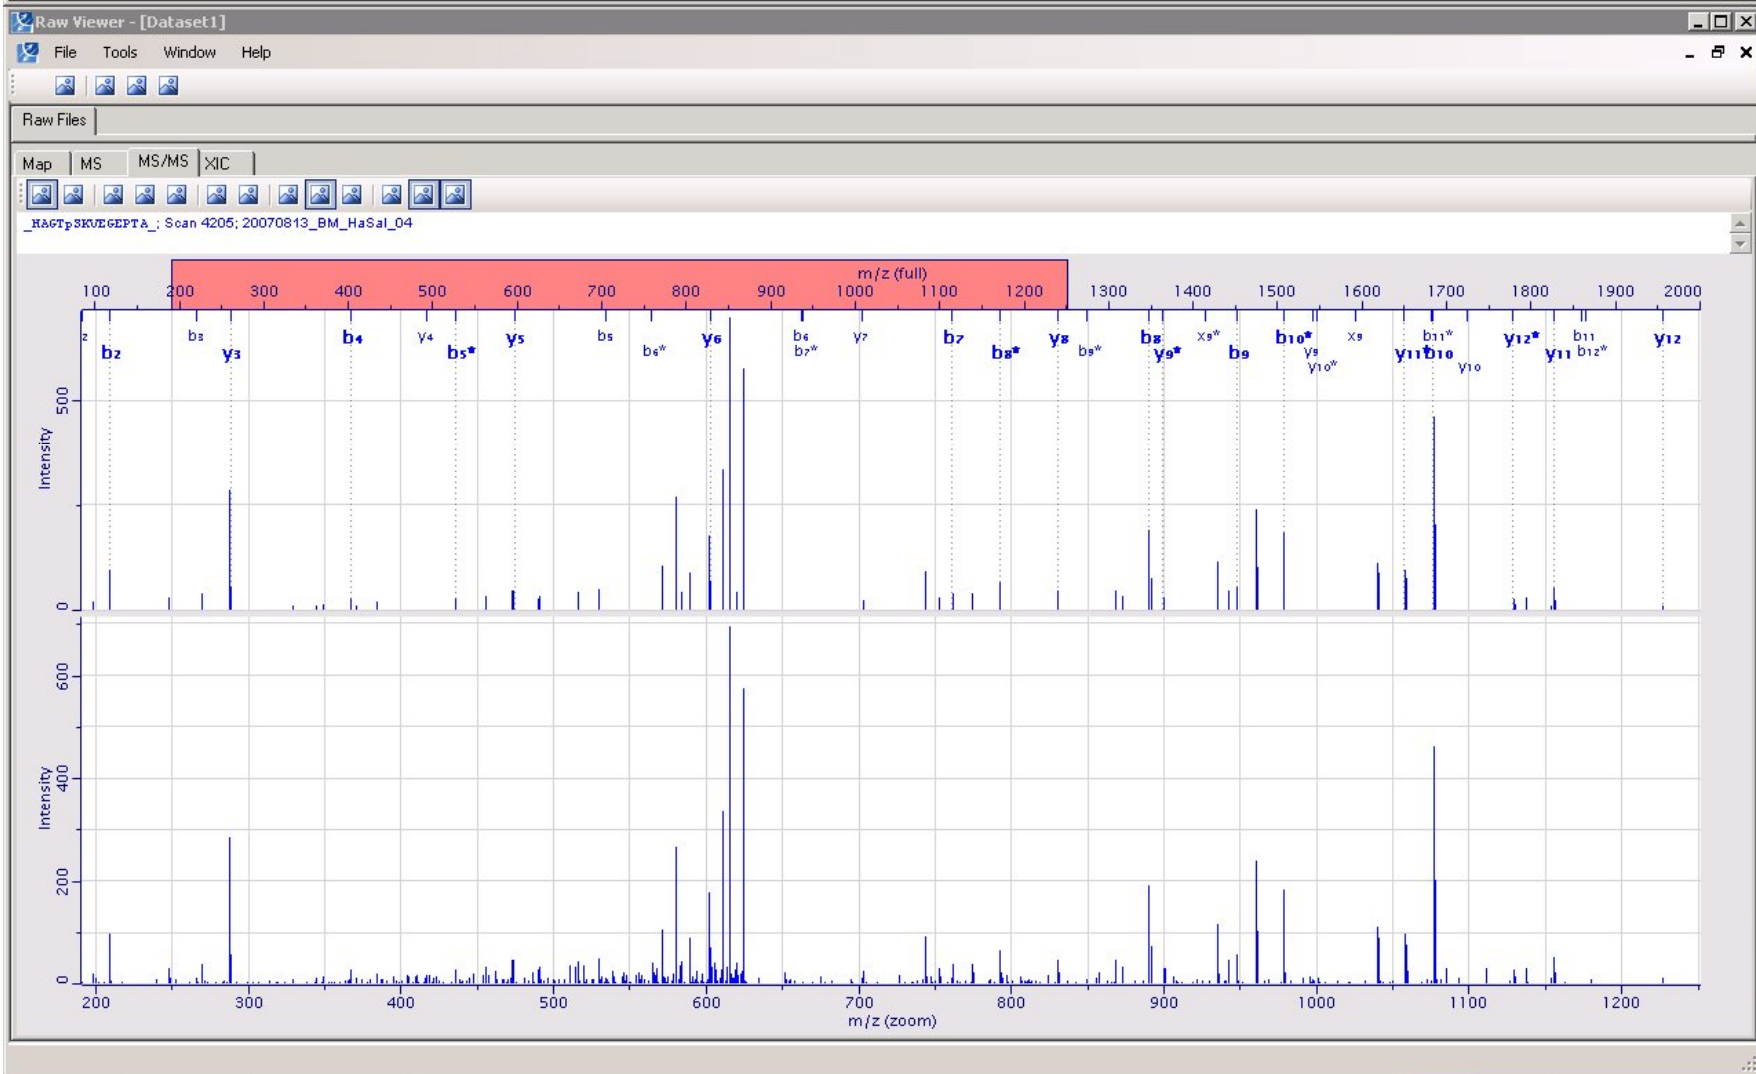 Raw Viewer - [Dataset1]
File Tools Window Help
Raw Files
Map MS MS/MS XIC
_HAGTpSKVEGEPTA_; Scan 4205; 20070813_BM_HaSal_04
m/z (full)
100 200 300 400 500 600 700 800 900 1000 1100 1200 1300 1400 1500 1600 1700 1800 1900 2000
z b3 b4 y4 y5 b5 y6 b6 y7 b7 y8 b8 x9* b10* x9 b11* y12* b11 y12
b2 y3 b5* b6* b7* b8* b9* y9* b9 y9 y11* b10 y11 b12*
y10* y10
500
0
Intensity
600
400
200
0
Intensity
200 300 400 500 600 700 800 900 1000 1100 1200
m/z (zoom)